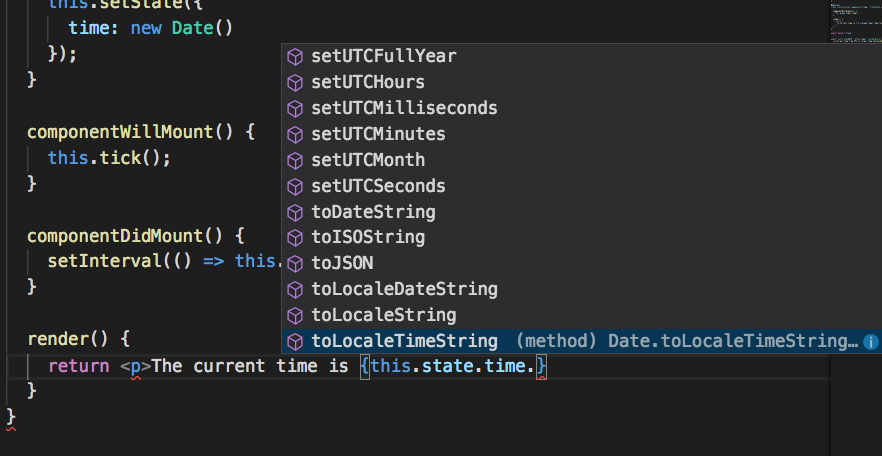 this.setState({
time: new Date()
});
}
componentWillMount() {
this.tick();
}
componentDidMount() {
setInterval(() => this.
}
render() {
return <p>The current time is {this.state.time.}
}
}
setUTCFullYear
setUTCHours
setUTCMilliseconds
setUTCMinutes
setUTCMonth
setUTCSeconds
toDateString
toISOString
toJSON
toLocaleDateString
toLocaleString
toLocaleTimeString (method) Date.toLocaleTimeString…